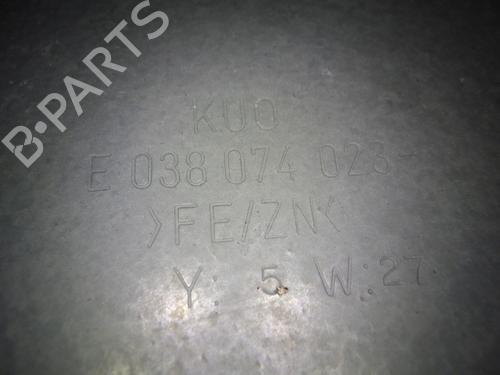 B-PARTS
KUO
E 038 074 023-
>FE/ZN<
Y: 5 W:27